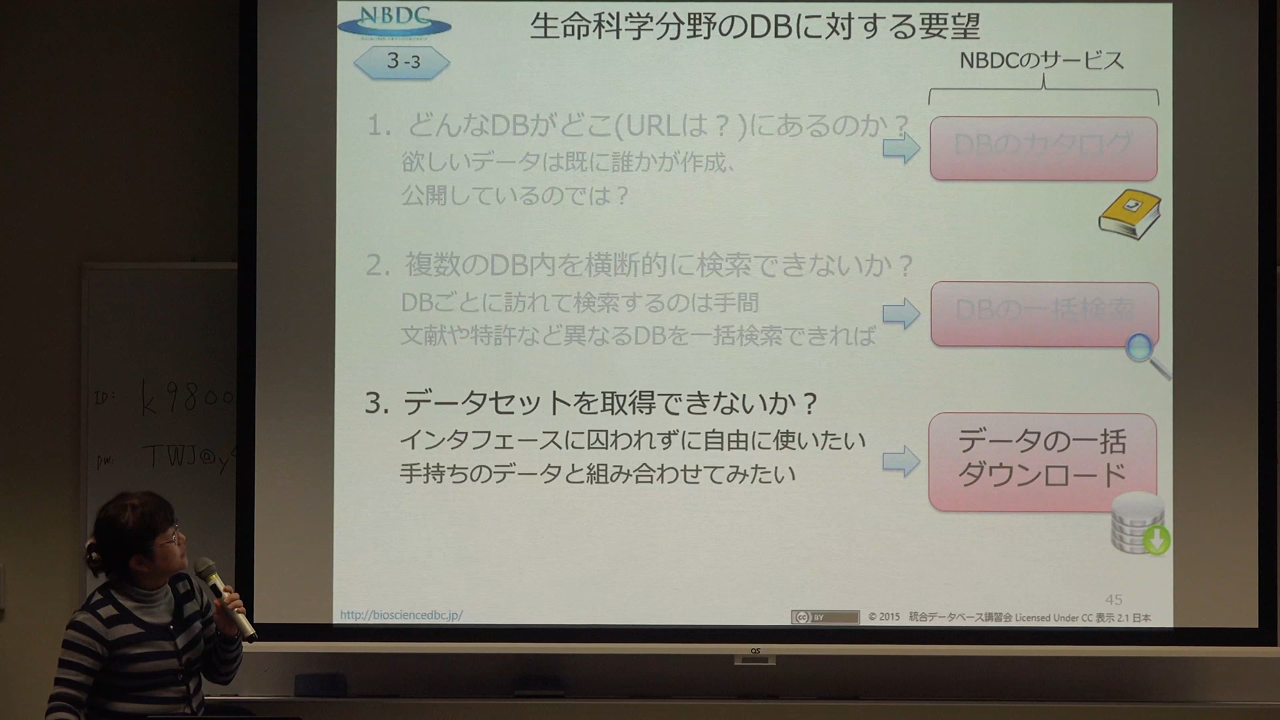 NBDC
生命科学分野のDBに対する要望
3-3
NBDCのサービス
1. どんなDBがどこ(URLは？)にあるのか？
欲しいデータは既に誰かが作成、
公開しているのでは？
DBのカタログ
2. 複数のDB内を横断的に検索できないか？
DBごとに訪れて検索するのは手間
文献や特許など異なるDBを一括検索できれば
DBの一括検索
3. データセットを取得できないか？
インタフェースに囚われずに自由に使いたい
手持ちのデータと組み合わせてみたい
データの一括
ダウンロード
45
http://biosciencedbc.jp/
cc BY
© 2015 統合データベース講習会 Licensed Under CC 表示 2.1 日本
ID: k9800
pw. TWJ@y
OS